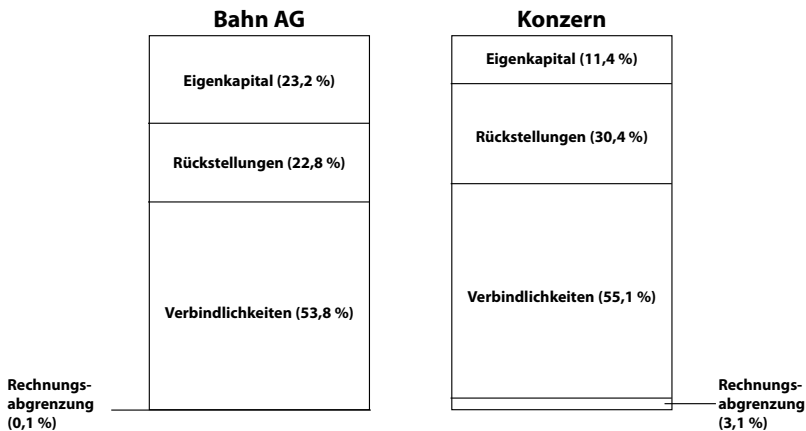 Bahn AG
Eigenkapital (23,2 %)
Rückstellungen (22,8 %)
Verbindlichkeiten (53,8 %)
Rechnungs-
abgrenzung
(0,1 %)
Konzern
Eigenkapital (11,4 %)
Rückstellungen (30,4 %)
Verbindlichkeiten (55,1 %)
Rechnungs-
abgrenzung
(3,1 %)